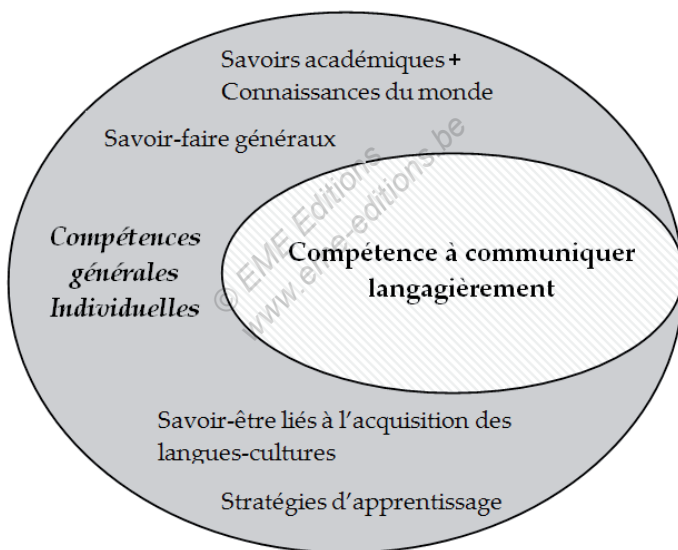 Savoirs académiques +
Connaissances du monde
Savoir-faire généraux
© EME Editions
www.eme-editions.be
Compétences
générales
Individuelles
Compétence à communiquer
langagièrement
Savoir-être liés à l'acquisition des
langues-cultures
Stratégies d'apprentissage